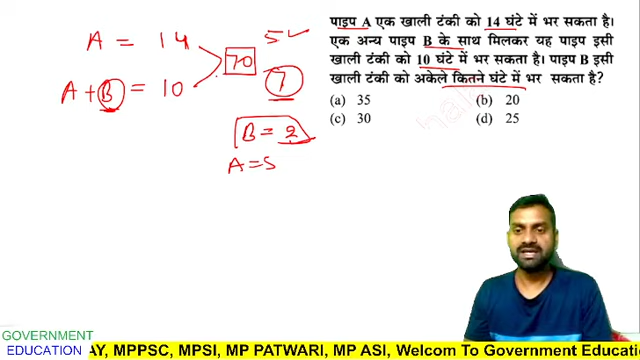 पाइप A एक खाली टंकी को 14 घंटे में भर सकता है।
एक अन्य पाइप B के साथ मिलकर यह पाइप इसी
खाली टंकी को 10 घंटे में भर सकता है। पाइप B इसी
खाली टंकी को अकेले कितने घंटे में भर सकता है?
(a) 35 (b) 20
(c) 30 (d) 25
A = 14
A + B = 10
70
5
7
B = 2
A = 5
GOVERNMENT
EDUCATION
AY, MPPSC, MPSI, MP PATWARI, MP ASI, Welcom To Government Educati